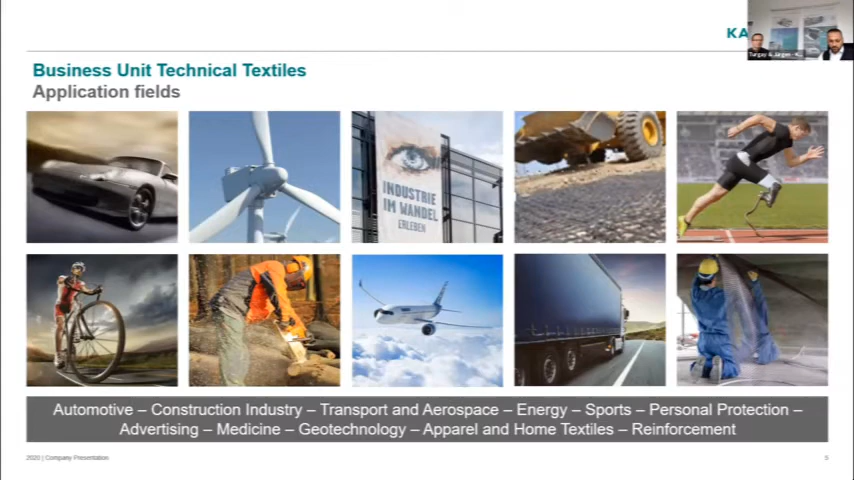 KA
Business Unit Technical Textiles
Application fields
INDUSTRIE
IM WANDEL
ERLEBEN
Automotive – Construction Industry – Transport and Aerospace – Energy – Sports – Personal Protection –
Advertising – Medicine – Geotechnology – Apparel and Home Textiles – Reinforcement
2020 | Company Presentation
5